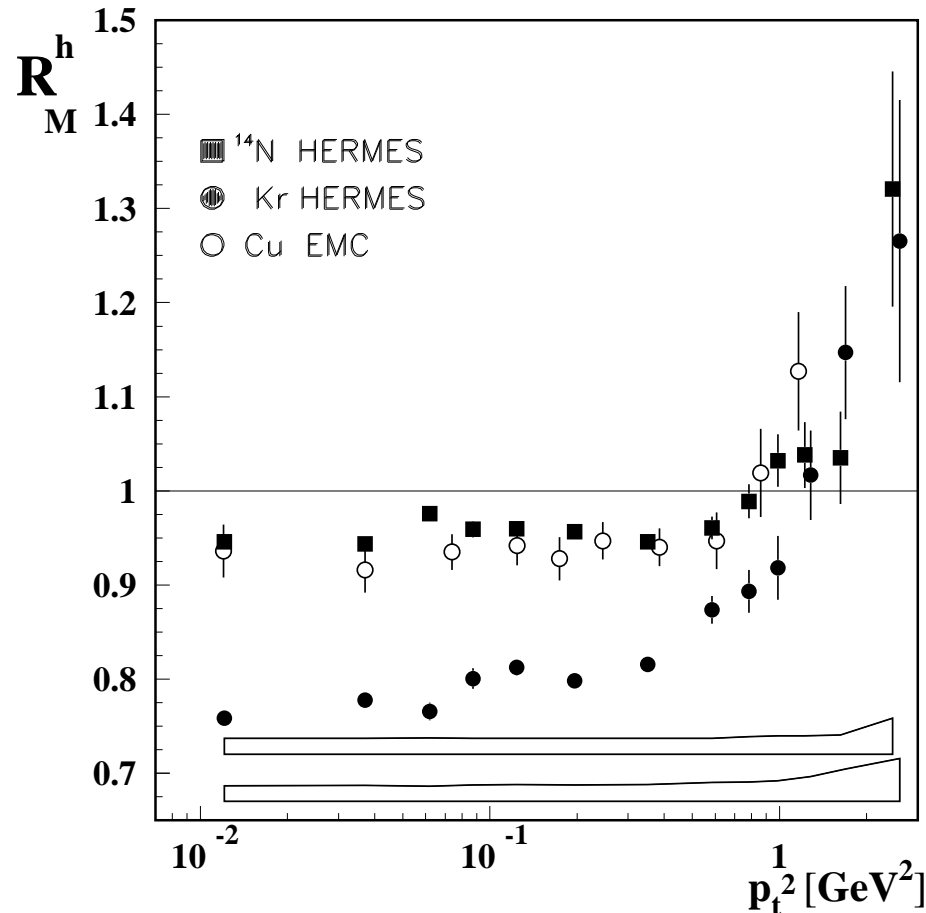 1.5
R_M^h
1.4
1.3
1.2
1.1
1
0.9
0.8
0.7
¹⁴N HERMES
Kr HERMES
Cu EMC
10⁻² 10⁻¹ 1
p_t² [GeV²]